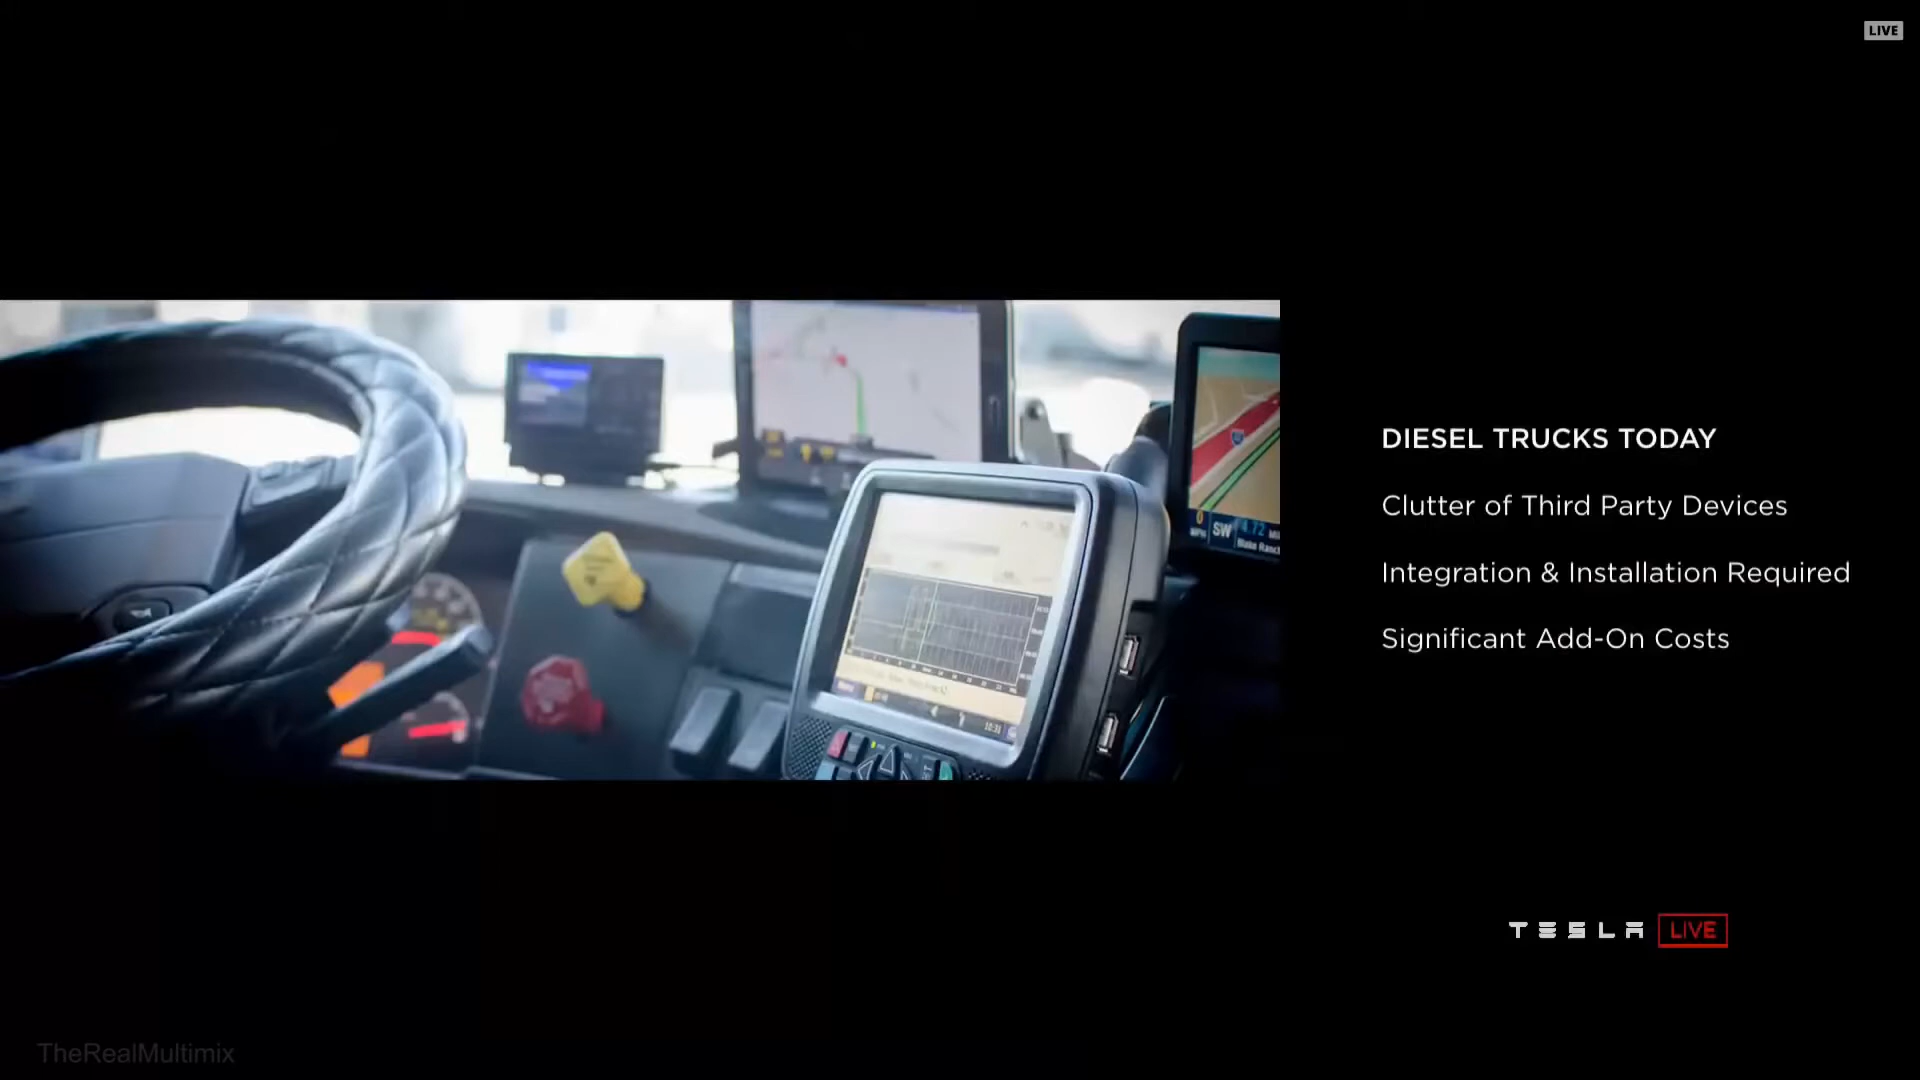 LIVE
DIESEL TRUCKS TODAY
Clutter of Third Party Devices
Integration & Installation Required
Significant Add-On Costs
SW
TESLA LIVE
TheRealMultimix